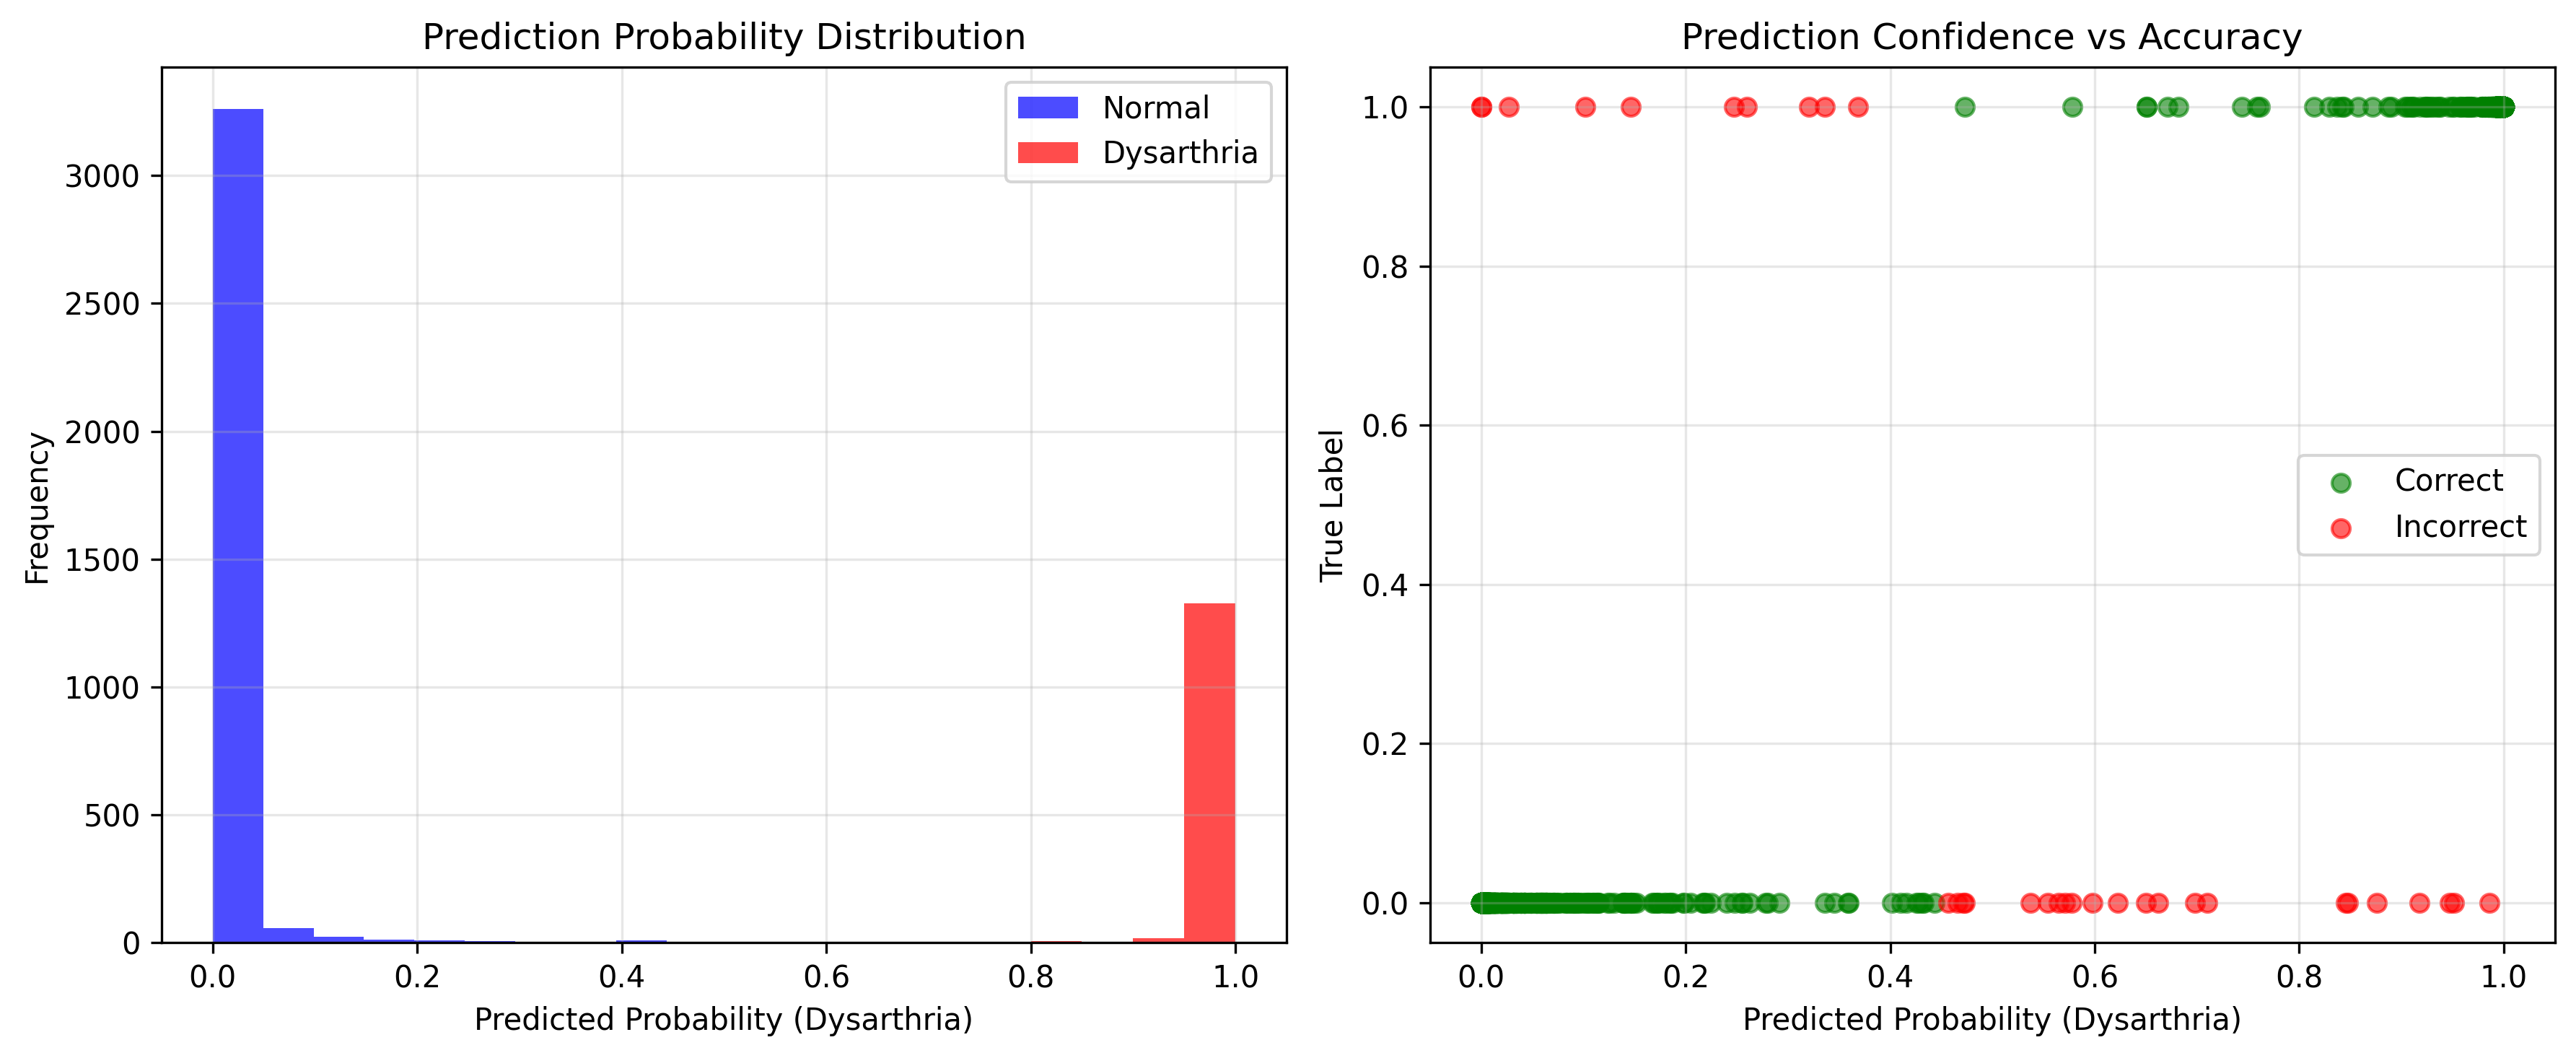 Prediction Probability Distribution
Normal
Dysarthria
Frequency
3000
2500
2000
1500
1000
500
0
0.0 0.2 0.4 0.6 0.8 1.0
Predicted Probability (Dysarthria)
Prediction Confidence vs Accuracy
Correct
Incorrect
True Label
1.0
0.8
0.6
0.4
0.2
0.0
0.0 0.2 0.4 0.6 0.8 1.0
Predicted Probability (Dysarthria)